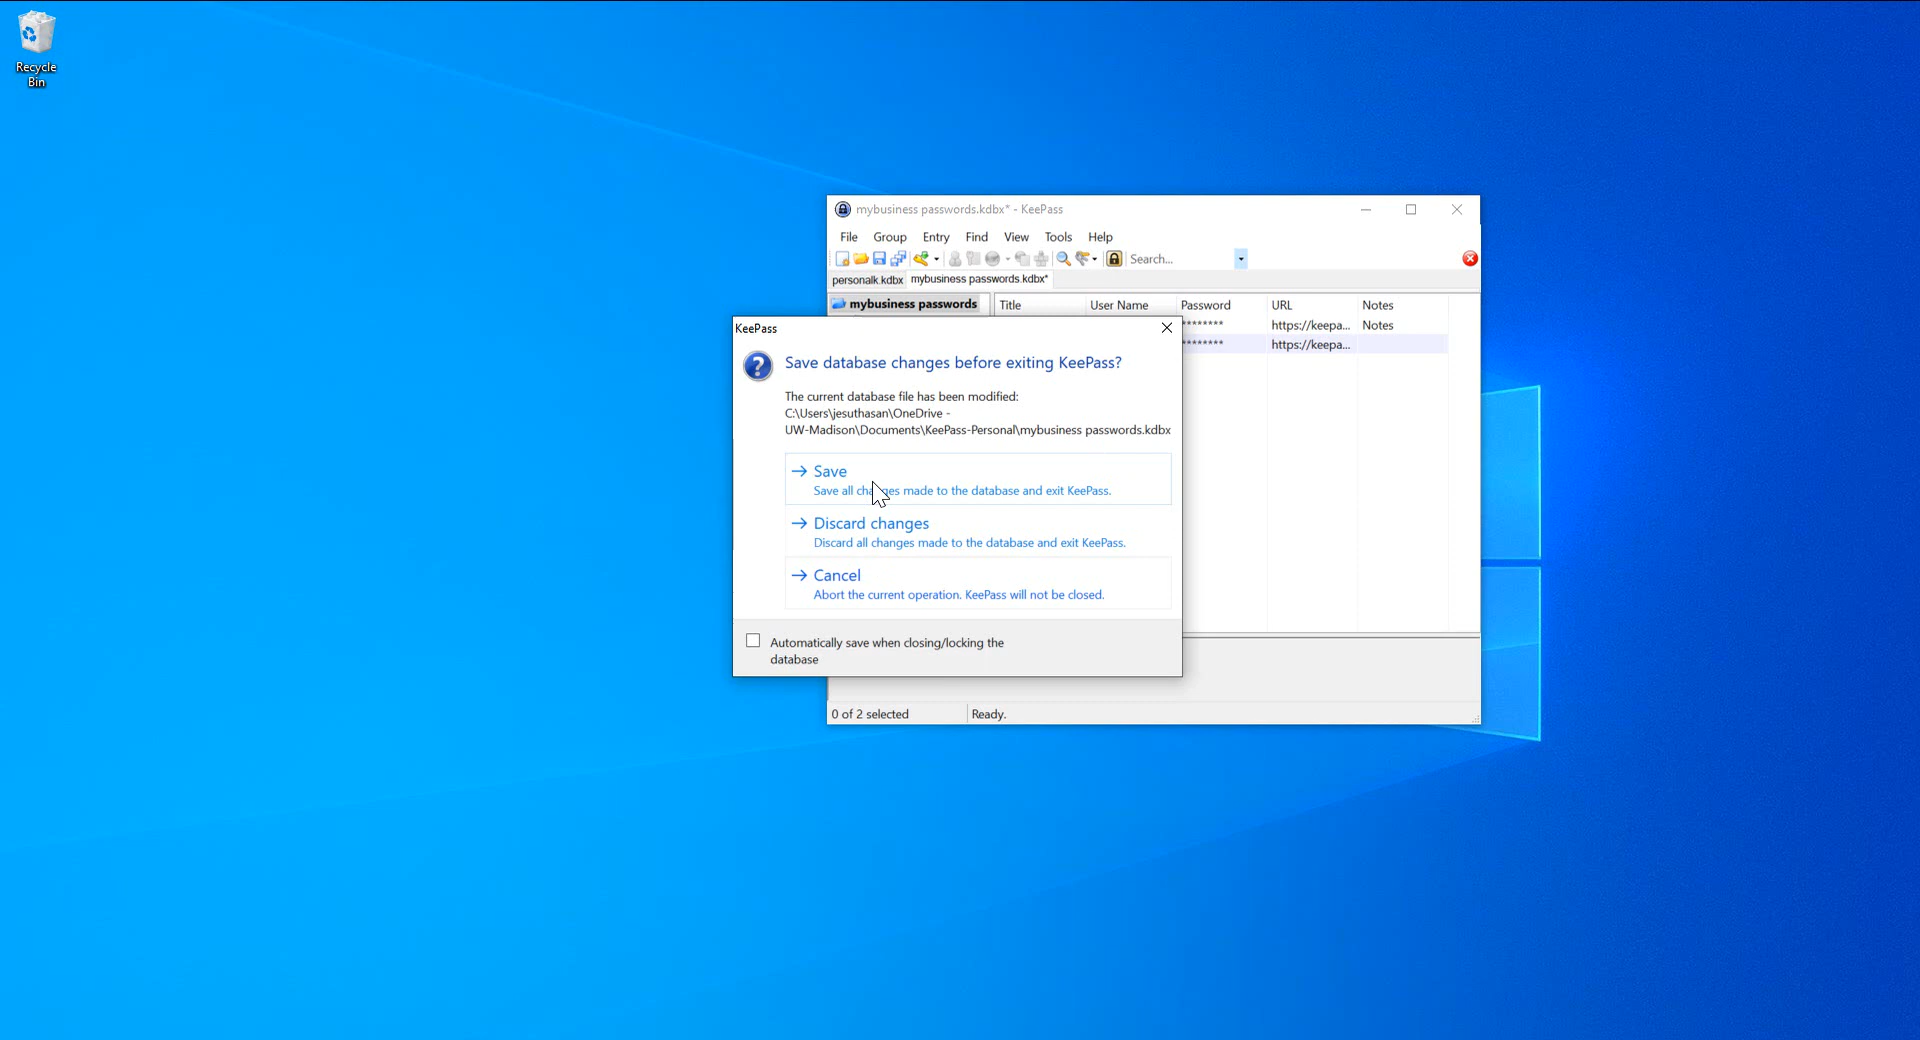 Recycle
Bin
mybusiness passwords.kdbx* - KeePass
File Group Entry Find View Tools Help
Search...
personalk.kdbx mybusiness passwords.kdbx*
mybusiness passwords Title User Name Password URL Notes
******** https://keepa... Notes
******** https://keepa...
KeePass
Save database changes before exiting KeePass?
The current database file has been modified:
C:\Users\jesuthasan\OneDrive -
UW-Madison\Documents\KeePass-Personal\mybusiness passwords.kdbx
Save
Save all changes made to the database and exit KeePass.
Discard changes
Discard all changes made to the database and exit KeePass.
Cancel
Abort the current operation. KeePass will not be closed.
Automatically save when closing/locking the
database
0 of 2 selected Ready.